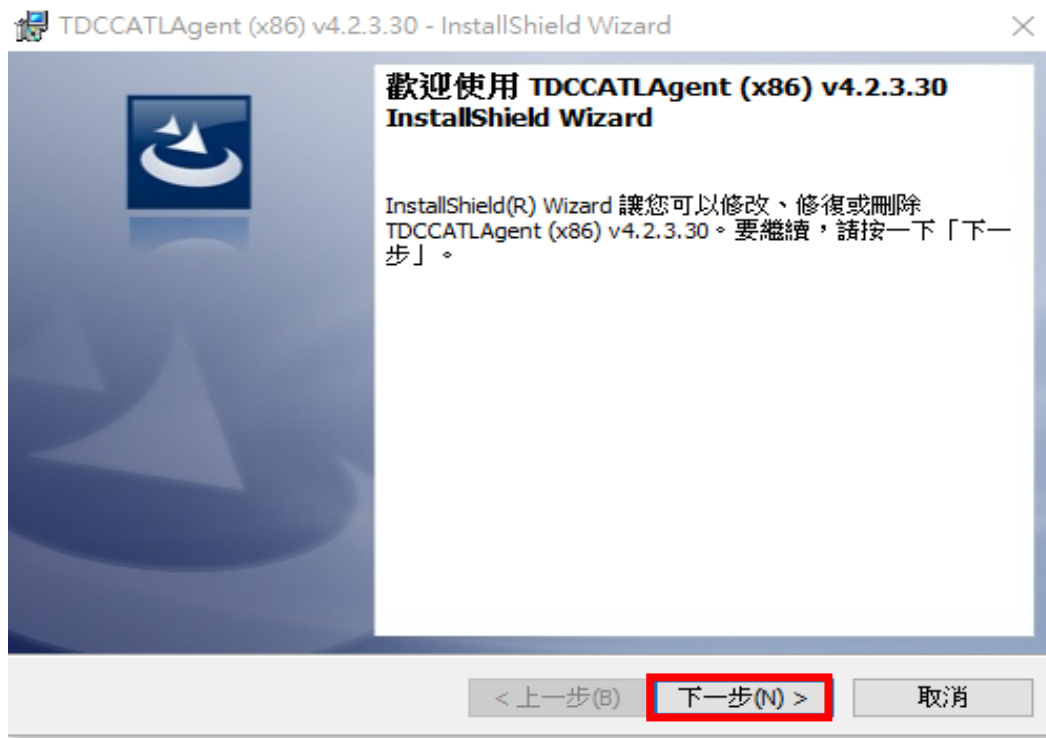 TDCCATLAgent (x86) v4.2.3.30 - InstallShield Wizard
歡迎使用 TDCCATLAgent (x86) v4.2.3.30
InstallShield Wizard
InstallShield(R) Wizard 讓您可以修改、修復或刪除
TDCCATLAgent (x86) v4.2.3.30。要繼續，請按一下「下一
步」。
< 上一步(B)
下一步(N) >
取消